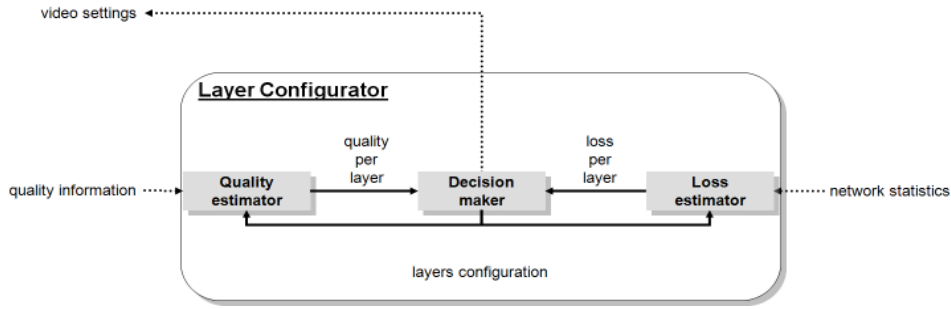 video settings
Layer Configurator
quality
per
layer
loss
per
layer
quality information
Quality
estimator
Decision
maker
Loss
estimator
network statistics
layers configuration